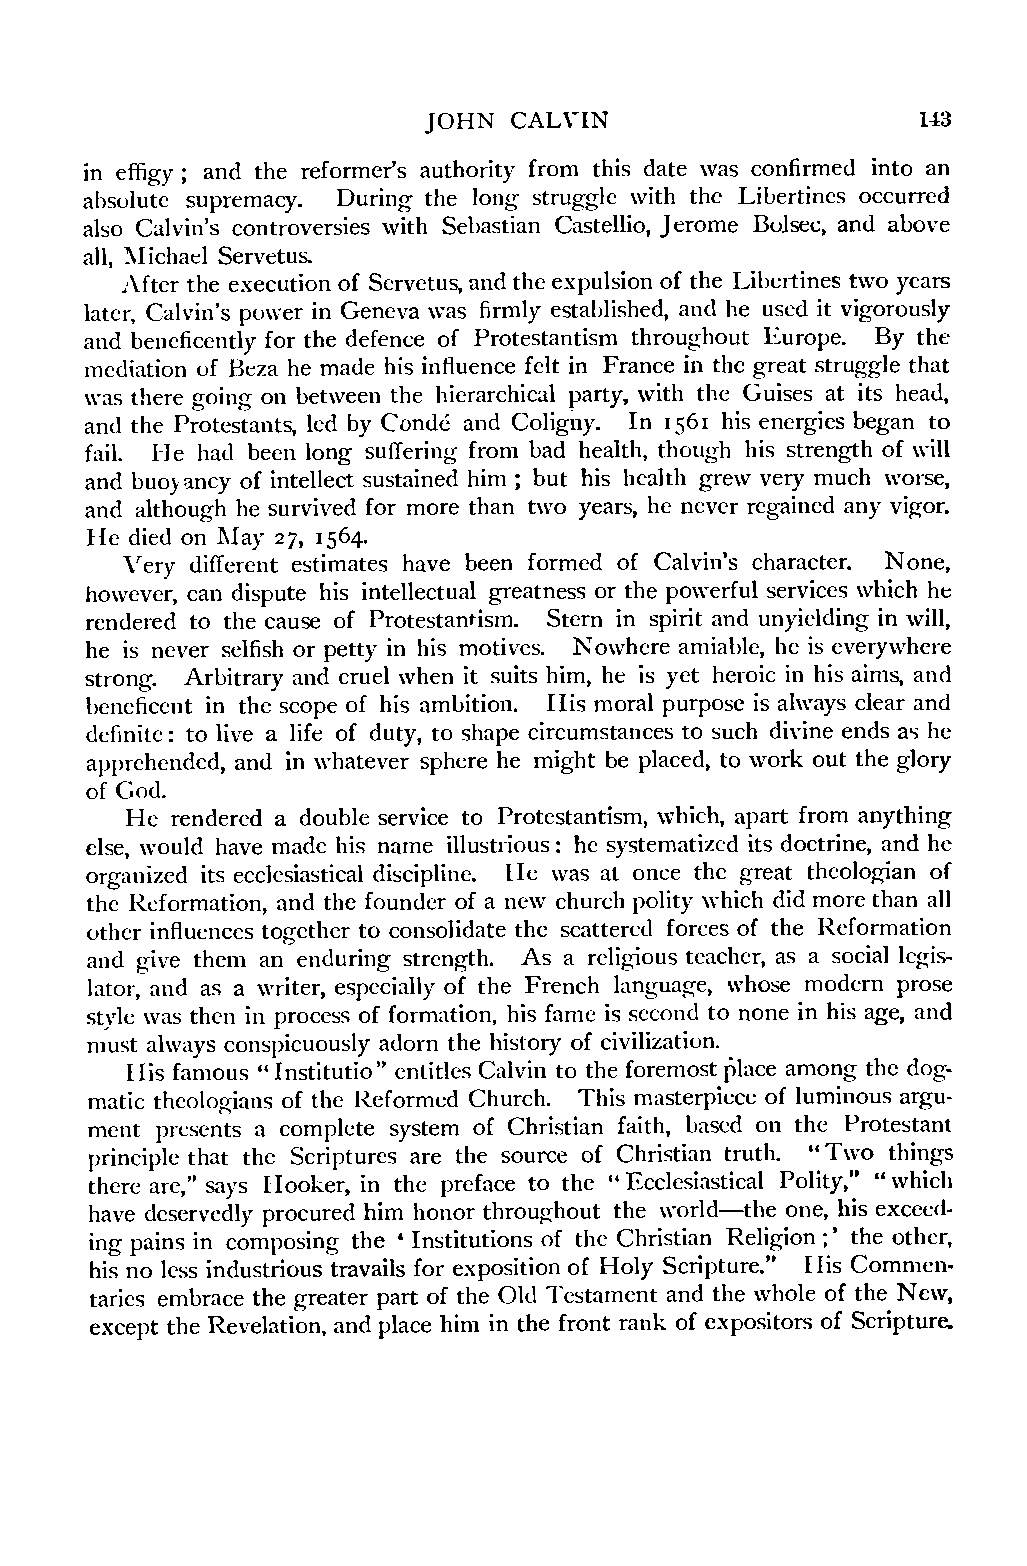 JOHN CALVIN 143
in effigy ; and the reformer's authority from this date was confirmed into an
absolute supremacy. During the long struggle with the Libertines occurred
also Calvin's controversies with Sebastian Castellio, Jerome Bolsec, and above
all, Michael Servetus.
After the execution of Servetus, and the expulsion of the Libertines two years
later, Calvin's power in Geneva was firmly established, and he used it vigorously
and beneficently for the defence of Protestantism throughout Europe. By the
mediation of Beza he made his influence felt in France in the great struggle that
was there going on between the hierarchical party, with the Guises at its head,
and the Protestants, led by Condé and Coligny. In 1561 his energies began to
fail. He had been long suffering from bad health, though his strength of will
and buoyancy of intellect sustained him ; but his health grew very much worse,
and although he survived for more than two years, he never regained any vigor.
He died on May 27, 1564.
Very different estimates have been formed of Calvin's character. None,
however, can dispute his intellectual greatness or the powerful services which he
rendered to the cause of Protestantism. Stern in spirit and unyielding in will,
he is never selfish or petty in his motives. Nowhere amiable, he is everywhere
strong. Arbitrary and cruel when it suits him, he is yet heroic in his aims, and
beneficent in the scope of his ambition. His moral purpose is always clear and
definite: to live a life of duty, to shape circumstances to such divine ends as he
apprehended, and in whatever sphere he might be placed, to work out the glory
of God.
He rendered a double service to Protestantism, which, apart from anything
else, would have made his name illustrious: he systematized its doctrine, and he
organized its ecclesiastical discipline. He was at once the great theologian of
the Reformation, and the founder of a new church polity which did more than all
other influences together to consolidate the scattered forces of the Reformation
and give them an enduring strength. As a religious teacher, as a social legis-
lator, and as a writer, especially of the French language, whose modern prose
style was then in process of formation, his fame is second to none in his age, and
must always conspicuously adorn the history of civilization.
His famous "Institutio" entitles Calvin to the foremost place among the dog-
matic theologians of the Reformed Church. This masterpiece of luminous argu-
ment presents a complete system of Christian faith, based on the Protestant
principle that the Scriptures are the source of Christian truth. "Two things
there are," says Hooker, in the preface to the "Ecclesiastical Polity," "which
have deservedly procured him honor throughout the world—the one, his exceed-
ing pains in composing the 'Institutions of the Christian Religion;' the other,
his no less industrious travails for exposition of Holy Scripture." His Commen-
taries embrace the greater part of the Old Testament and the whole of the New,
except the Revelation, and place him in the front rank of expositors of Scripture.